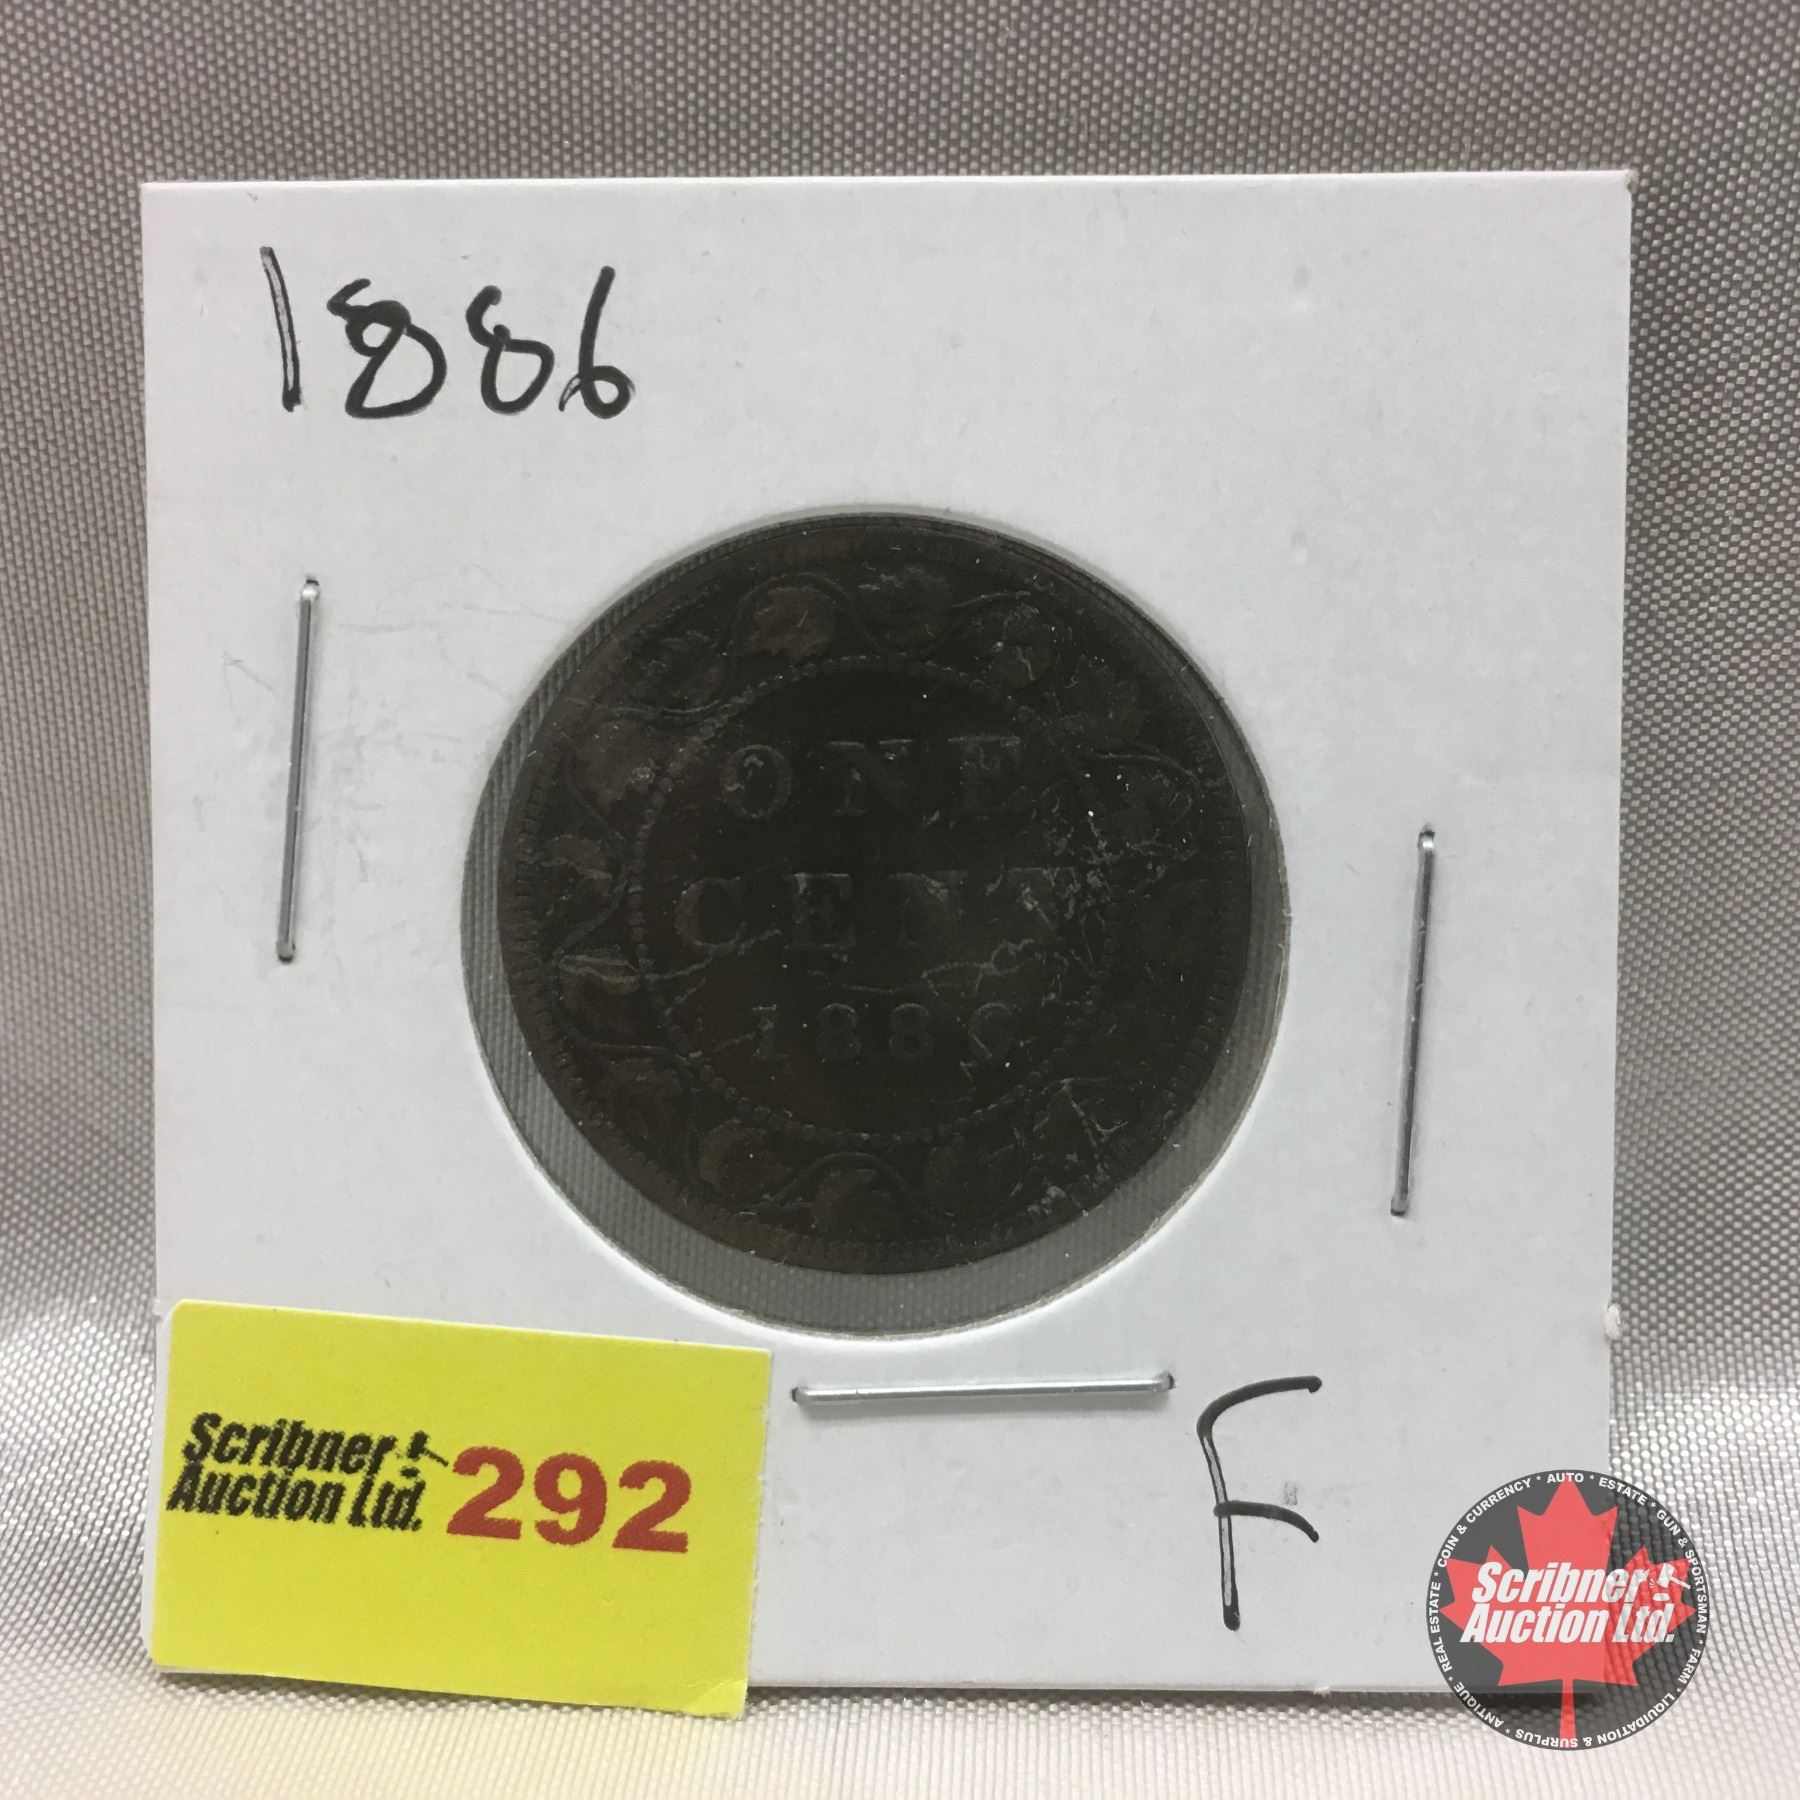 1886
ONE
CENT
1886
Scribner
Auction Ltd. 292
F
REAL ESTATE * COIN & CURRENCY * AUTO * ESTATE * GUN & SPORTSMAN * FARM * LIQUIDATION & SURPLUS * ANTIQUE *
Scribner
Auction Ltd.